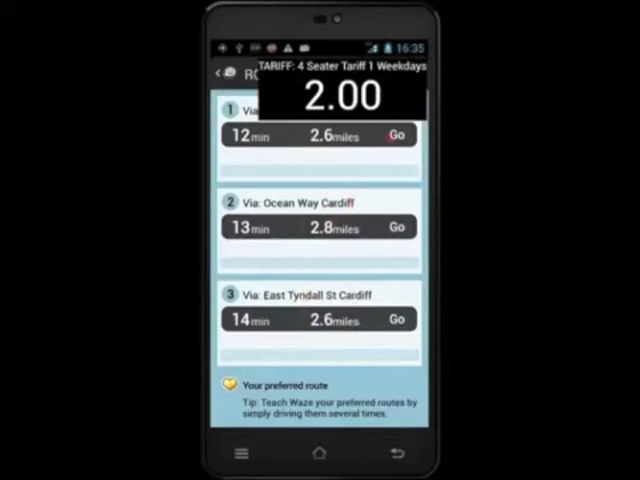 16:35
TARIFF: 4 Seater Tariff 1 Weekdays
2.00
1 Via
12min 2.6miles Go
2 Via: Ocean Way Cardiff
13min 2.8miles Go
3 Via: East Tyndall St Cardiff
14min 2.6miles Go
Your preferred route
Tip: Teach Waze your preferred routes by
simply driving them several times.